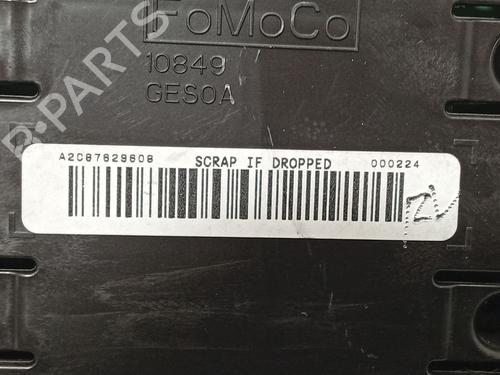 FoMoCo
10849
GES0A
A2C87629608 SCRAP IF DROPPED 000224
B-PARTS